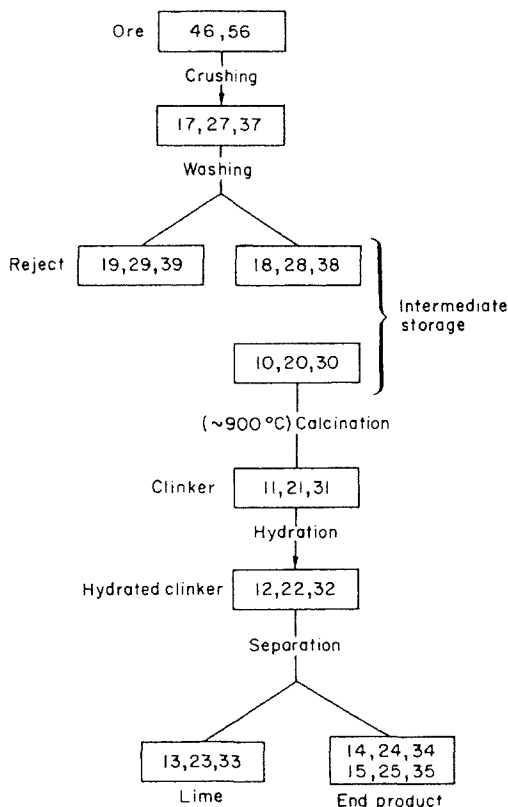 Ore 46,56
Crushing
17,27,37
Washing
Reject 19,29,39 18,28,38
Intermediate
storage
10,20,30
(~900°C) Calcination
Clinker 11,21,31
Hydration
Hydrated clinker 12,22,32
Separation
13,23,33
14,24,34
15,25,35
Lime
End product